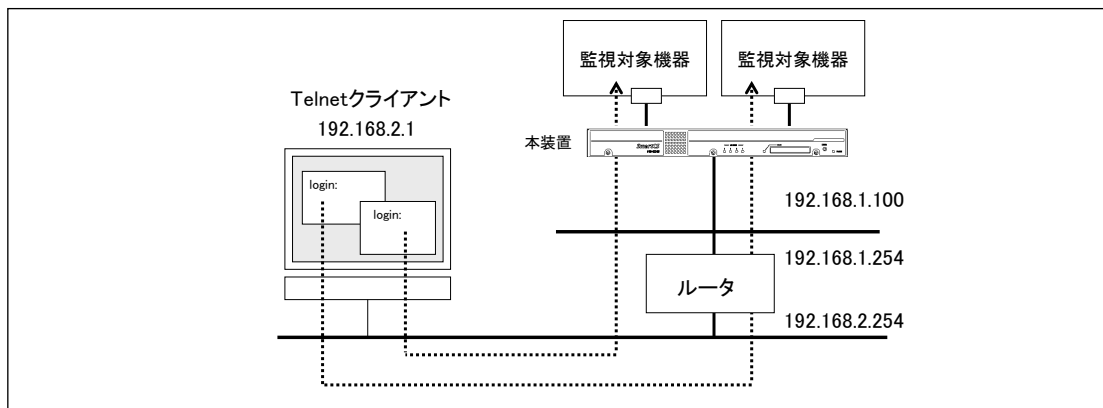 監視対象機器
監視対象機器
Telnetクライアント
192.168.2.1
本装置
login:
login:
192.168.1.100
192.168.1.254
ルータ
192.168.2.254